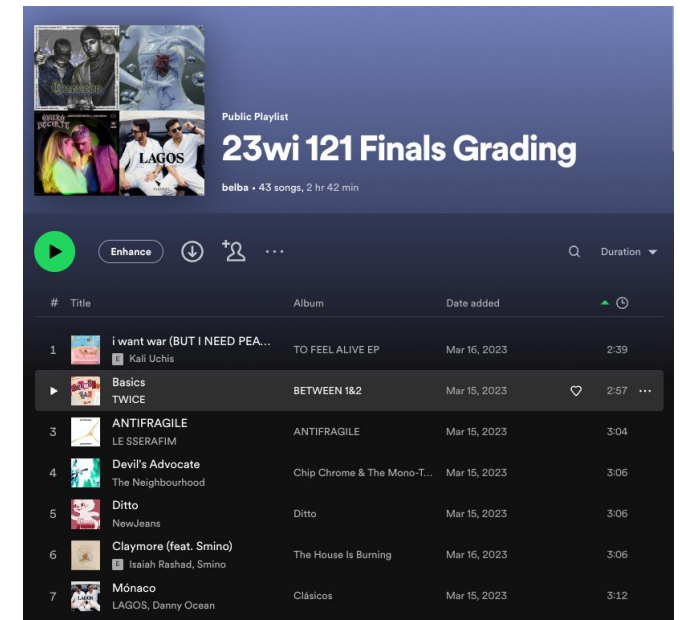 Public Playlist
23wi 121 Finals Grading
belba • 43 songs, 2 hr 42 min
LAGOS
Enhance
Duration
# Title Album Date added
1 i want war (BUT I NEED PEA... TO FEEL ALIVE EP Mar 16, 2023 2:39
E Kali Uchis
Basics BETWEEN 1&2 Mar 15, 2023 2:57
TWICE
3 ANTIFRAGILE ANTIFRAGILE Mar 15, 2023 3:04
LE SSERAFIM
4 Devil's Advocate Chip Chrome & The Mono-T... Mar 15, 2023 3:06
The Neighbourhood
5 Ditto Ditto Mar 15, 2023 3:06
NewJeans
6 Claymore (feat. Smino) The House Is Burning Mar 16, 2023 3:06
E Isaiah Rashad, Smino
7 Mónaco Clásicos Mar 15, 2023 3:12
LAGOS, Danny Ocean